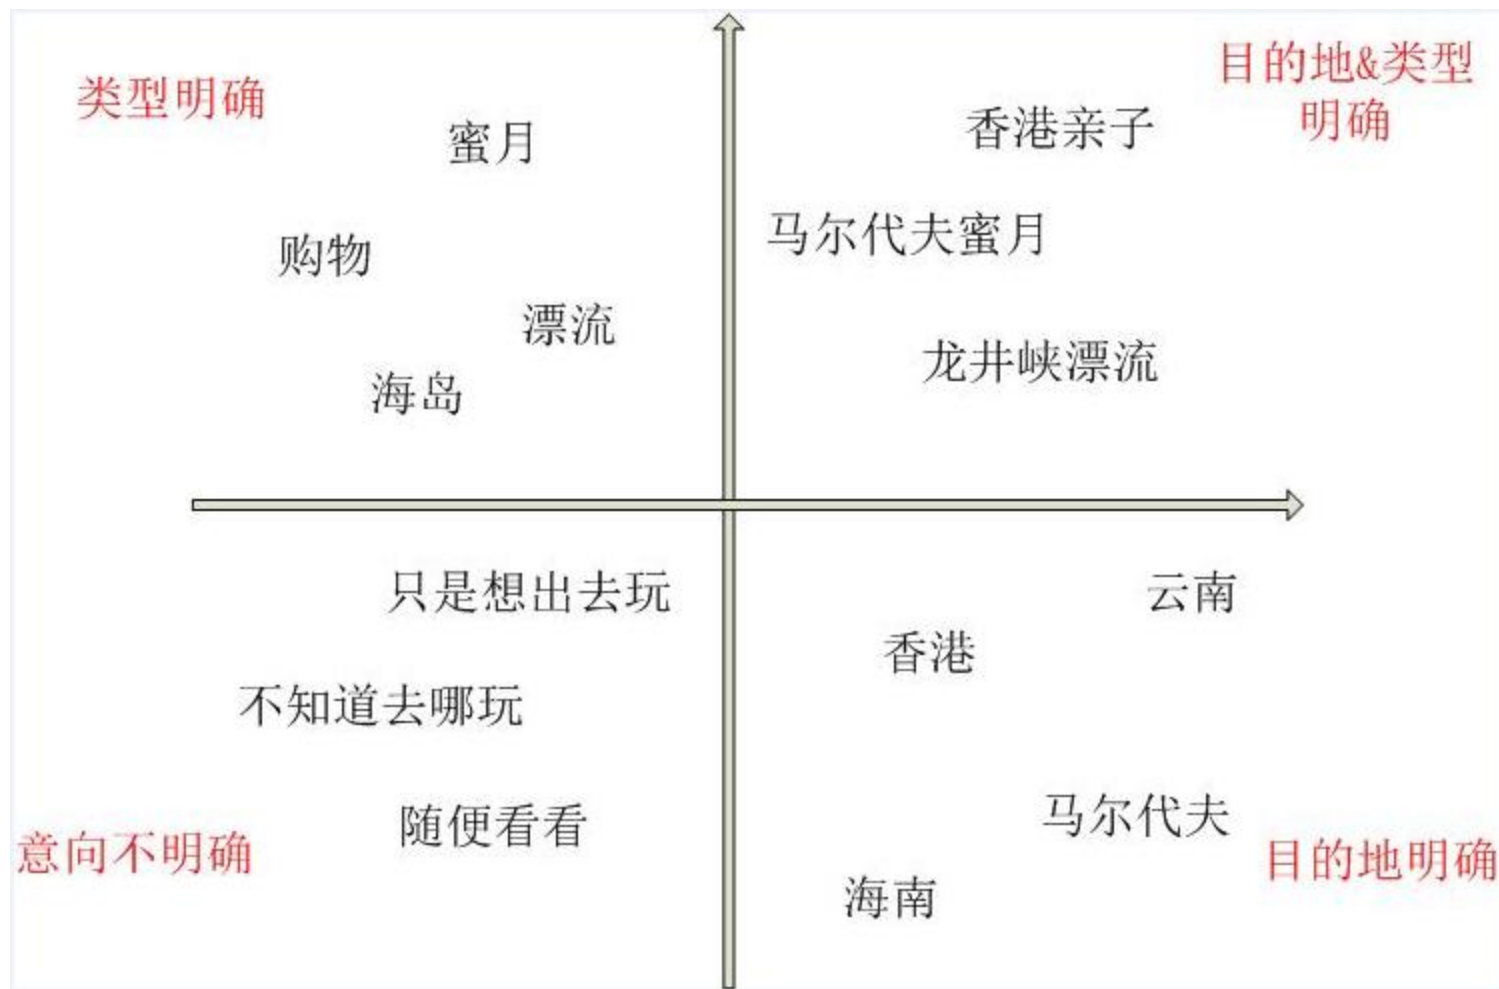 类型明确
蜜月
购物
漂流
海岛
目的地&类型
明确
香港亲子
马尔代夫蜜月
龙井峡漂流
只是想出去玩
不知道去哪玩
随便看看
意向不明确
云南
香港
马尔代夫
目的地明确
海南